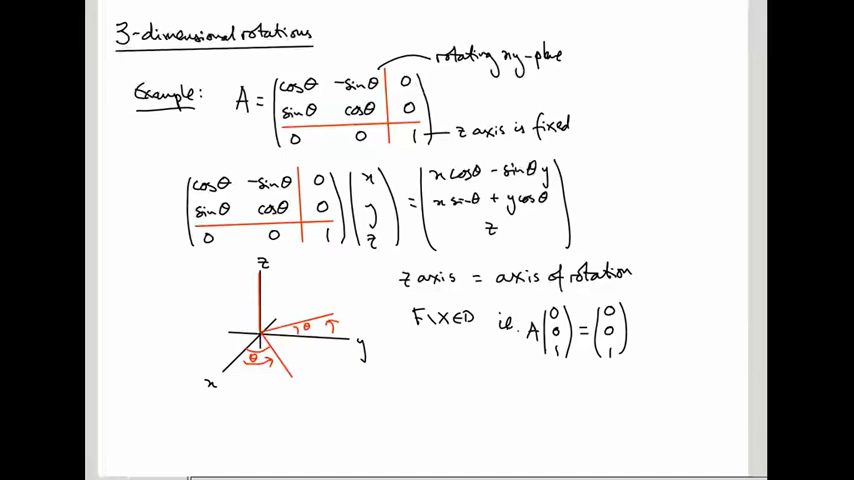 3-dimensional rotations
rotating xy-plane
Example: A = (cosθ -sinθ 0
sinθ cosθ 0
0 0 1) z axis is fixed
(cosθ -sinθ 0 (x (x cosθ - sinθ y
sinθ cosθ 0 y = x sinθ + y cosθ
0 0 1) z) z)
z
z axis = axis of rotation
FIXED i.e. A (0 0 1) = (0 0 1)
θ
y
θ
x